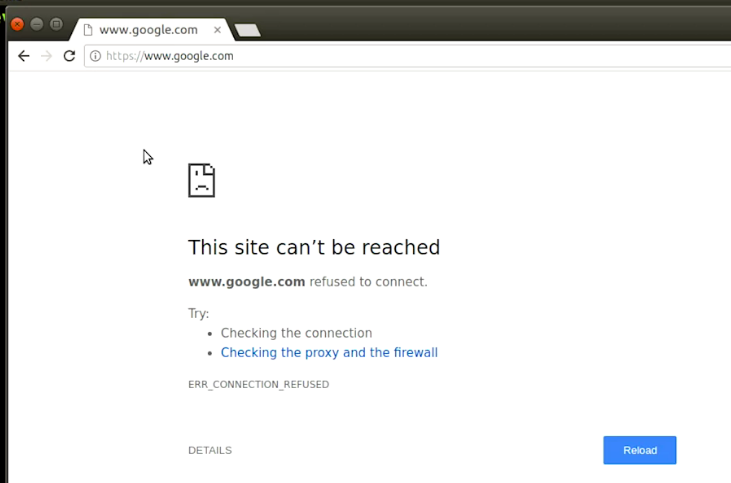 www.google.com
https://www.google.com
This site can’t be reached
www.google.com refused to connect.
Try:
Checking the connection
Checking the proxy and the firewall
ERR_CONNECTION_REFUSED
DETAILS
Reload